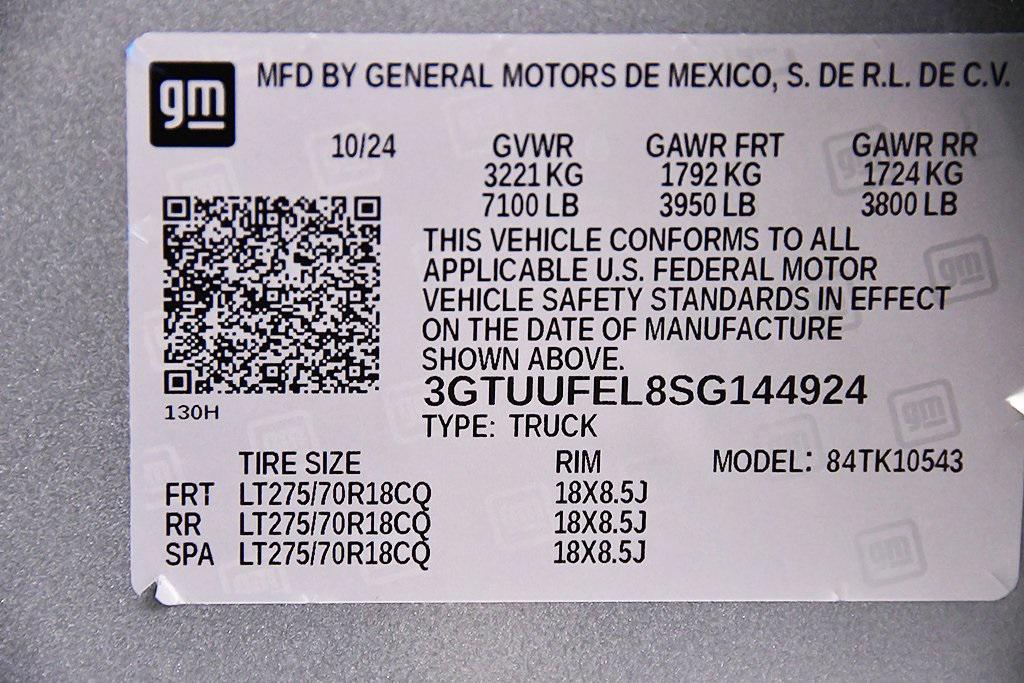 gm MFD BY GENERAL MOTORS DE MEXICO, S. DE R.L. DE C.V.
10/24 GVWR GAWR FRT GAWR RR
3221 KG 1792 KG 1724 KG
7100 LB 3950 LB 3800 LB
THIS VEHICLE CONFORMS TO ALL
APPLICABLE U.S. FEDERAL MOTOR
VEHICLE SAFETY STANDARDS IN EFFECT
ON THE DATE OF MANUFACTURE
SHOWN ABOVE.
3GTUUFEL8SG144924
130H
TYPE: TRUCK
TIRE SIZE RIM MODEL: 84TK10543
FRT LT275/70R18CQ 18X8.5J
RR LT275/70R18CQ 18X8.5J
SPA LT275/70R18CQ 18X8.5J